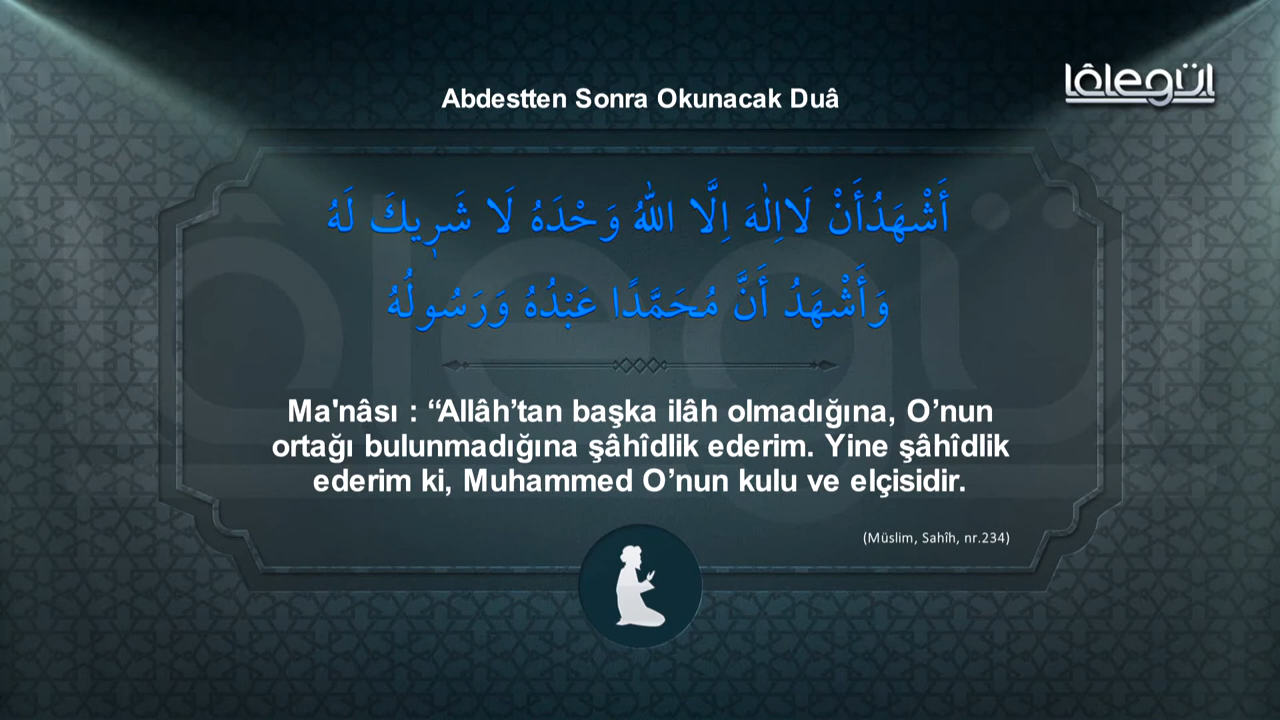 lâlegül
Abdestten Sonra Okunacak Duâ
أَشْهَدُأَنْ لَااِلٰهَ اِلَّا اللّٰهُ وَحْدَهُ لَا شَرِيكَ لَهُ
وَأَشْهَدُ أَنَّ مُحَمَّدًا عَبْدُهُ وَرَسُولُهُ
Ma'nâsı : “Allâh’tan başka ilâh olmadığına, O’nun
ortağı bulunmadığına şâhîdlik ederim. Yine şâhîdlik
ederim ki, Muhammed O’nun kulu ve elçisidir.
(Müslim, Sahîh, nr.234)